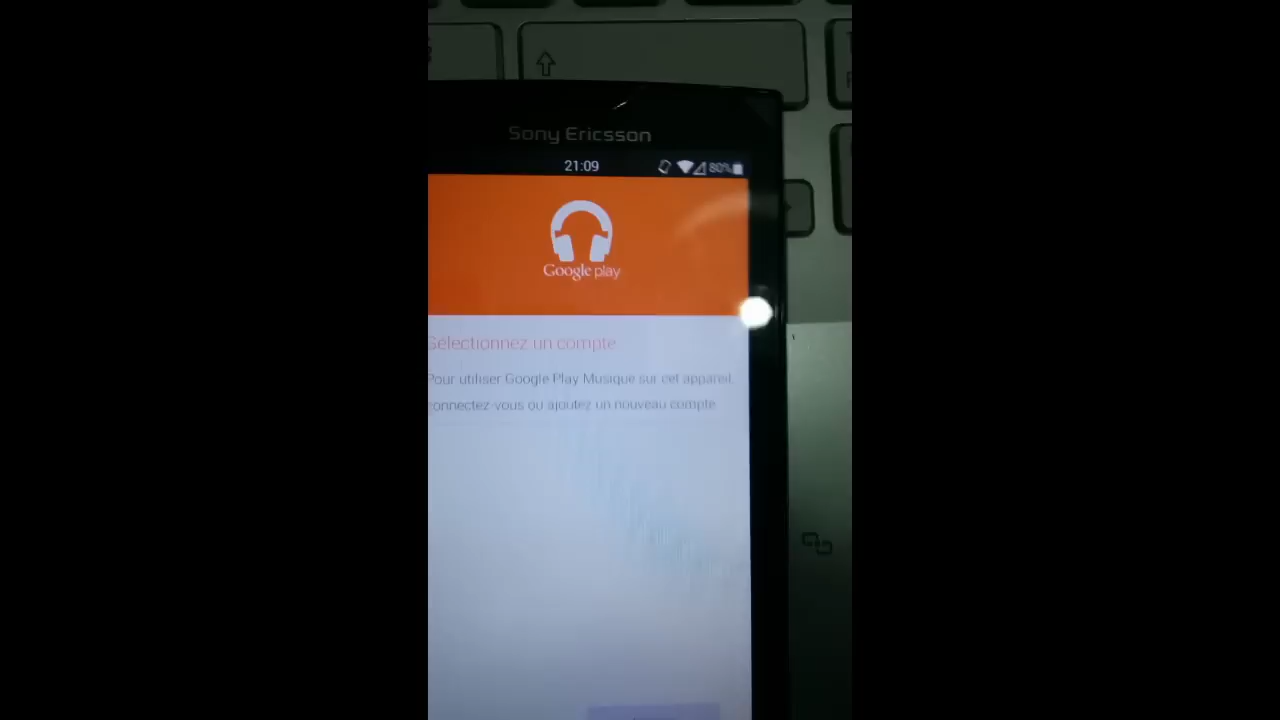 Sony Ericsson
21:09
80%
Google play
Sélectionnez un compte
Pour utiliser Google Play Musique sur cet appareil,
connectez-vous ou ajoutez un nouveau compte.